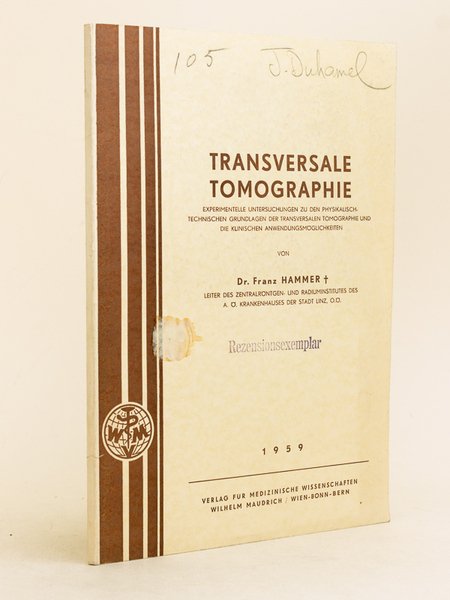 105 J. Duhamel
TRANSVERSALE
TOMOGRAPHIE
EXPERIMENTELLE UNTERSUCHUNGEN ZU DEN PHYSIKALISCH-
TECHNISCHEN GRUNDLAGEN DER TRANSVERSALEN TOMOGRAPHIE UND
DIE KLINISCHEN ANWENDUNGSMÖGLICHKEITEN
VON
Dr. Franz HAMMER †
LEITER DES ZENTRALRÖNTGEN- UND RADIUMINSTITUTES DES
A. Ö. KRANKENHAUSES DER STADT LINZ, O.Ö.
Rezensionsexemplar
WM
1959
VERLAG FÜR MEDIZINISCHE WISSENSCHAFTEN
WILHELM MAUDRICH / WIEN-BONN-BERN